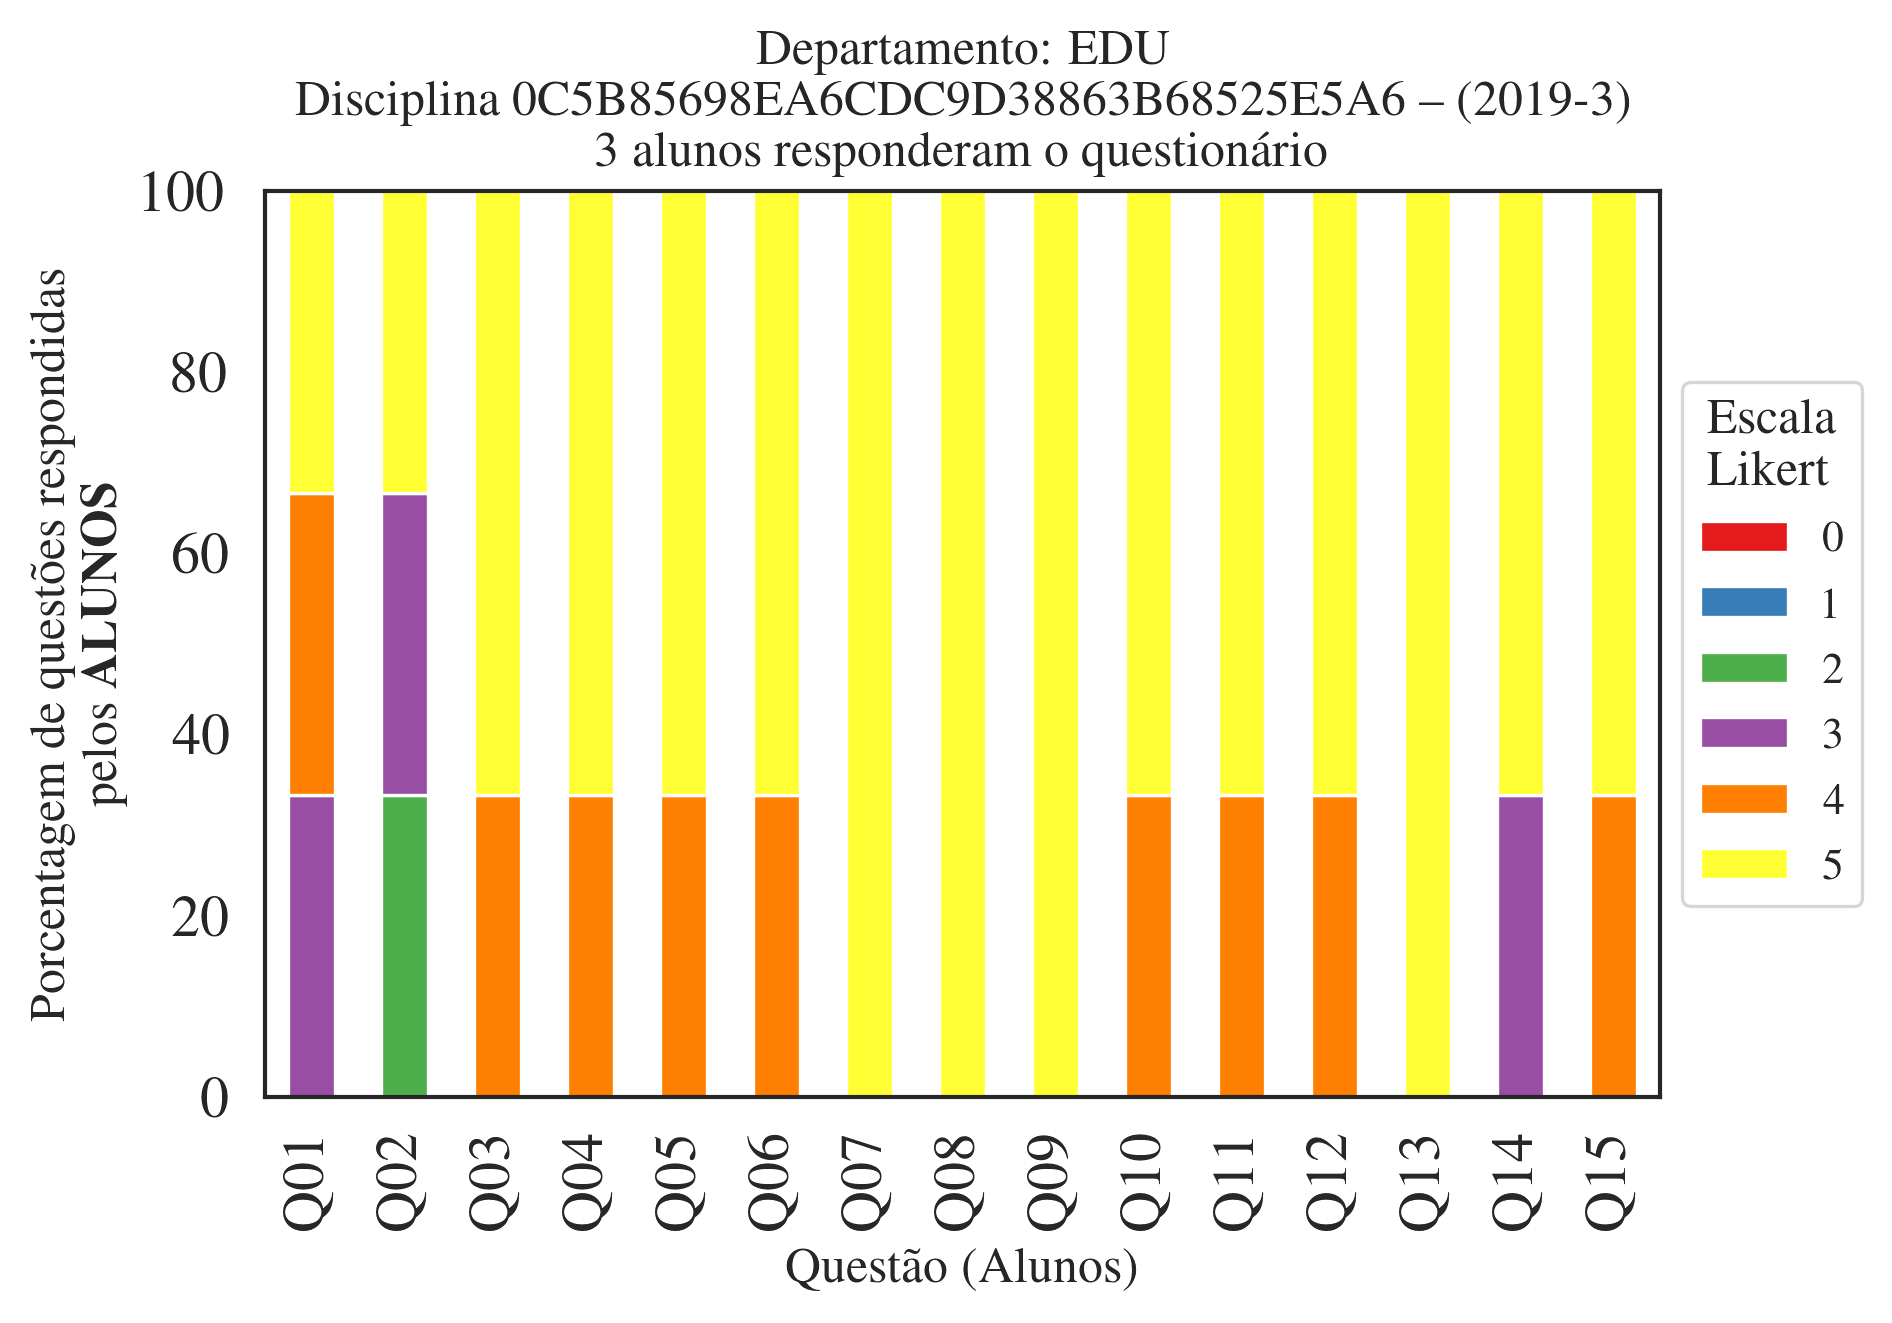 Departamento: EDU
Disciplina 0C5B85698EA6CDC9D38863B68525E5A6 – (2019-3)
3 alunos responderam o questionário
Porcentagem de questões respondidas
pelos ALUNOS
100
80
60
40
20
0
Q01
Q02
Q03
Q04
Q05
Q06
Q07
Q08
Q09
Q10
Q11
Q12
Q13
Q14
Q15
Questão (Alunos)
Escala
Likert
0
1
2
3
4
5